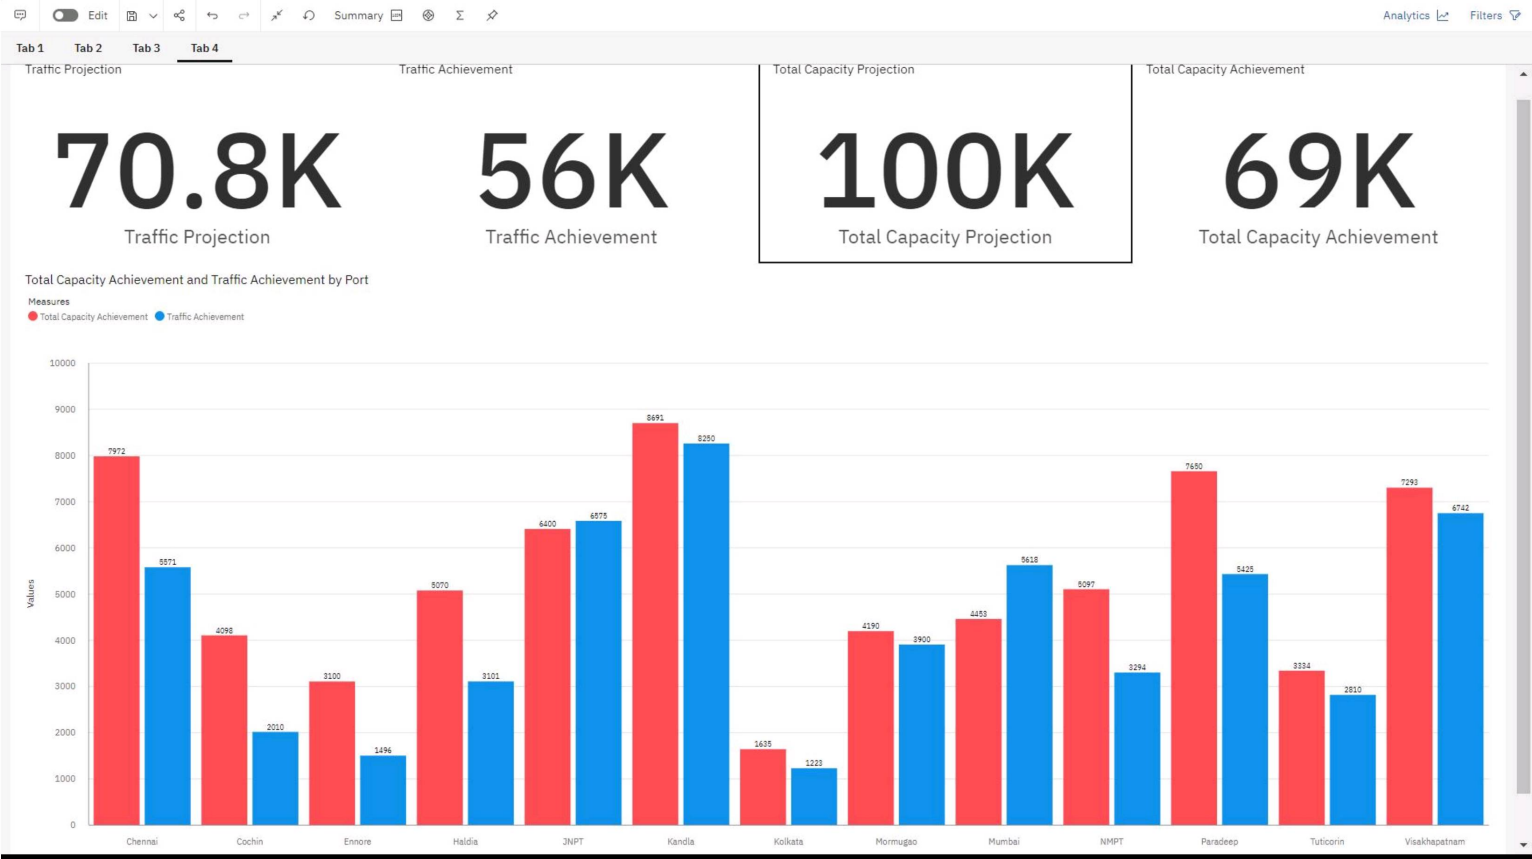 Edit Summary Analytics Filters
Tab 1 Tab 2 Tab 3 Tab 4
Traffic Projection Traffic Achievement Total Capacity Projection Total Capacity Achievement
70.8K 56K 100K 69K
Traffic Projection Traffic Achievement Total Capacity Projection Total Capacity Achievement
Total Capacity Achievement and Traffic Achievement by Port
Measures
Total Capacity Achievement Traffic Achievement
10000
9000
8691
8250
8000
7972
7650
7293
7000
6742
6400 6575
6000
5571 5618
5425
5070 5097
Values
5000
4453
4098 4190
4000
3900
3334
3100 3101 3294
3000
2810
2010
2000
1635
1496
1223
1000
0
Chennai Cochin Ennore Haldia JNPT Kandla Kolkata Mormugao Mumbai NMPT Paradeep Tuticorin Visakhapatnam